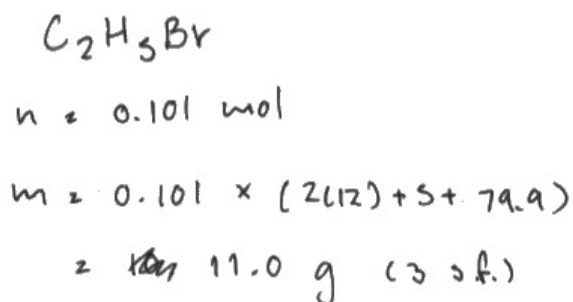 C₂H₅Br
n = 0.101 mol
m = 0.101 × (2(12) + 5 + 79.9)
= 11.0 g (3 s.f.)